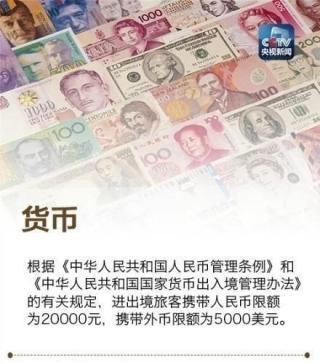 CCTV
央视新闻
货币
根据《中华人民共和国人民币管理条例》和
《中华人民共和国国家货币出入境管理办法》
的有关规定，进出境旅客携带人民币限额
为20000元，携带外币限额为5000美元。